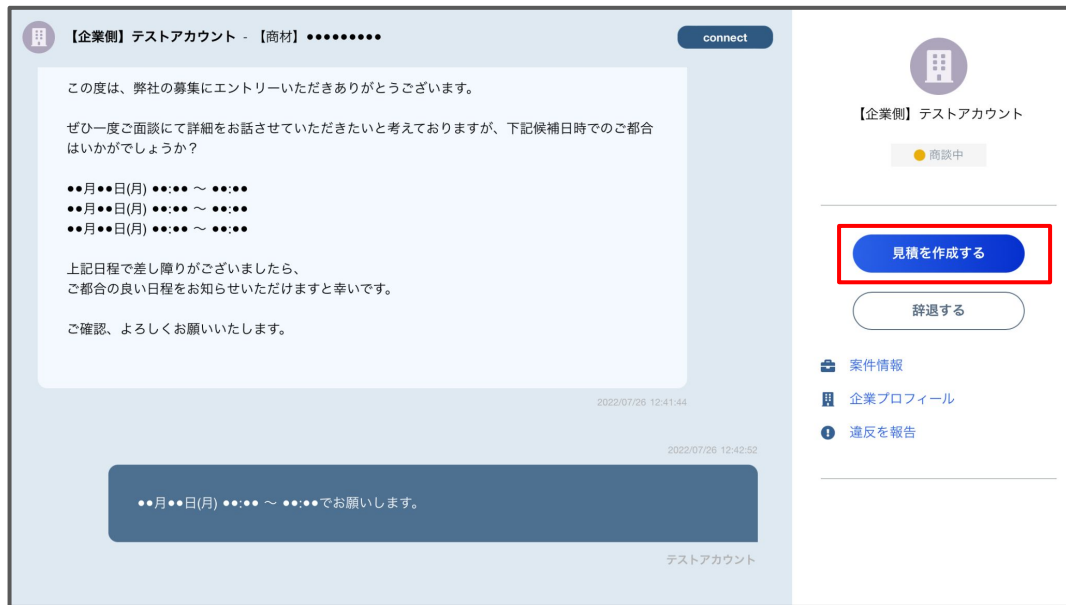 【企業側】テストアカウント - 【商材】●●●●●●●●●
connect
この度は、弊社の募集にエントリーいただきありがとうございます。
ぜひ一度ご面談にて詳細をお話させていただきたいと考えておりますが、下記候補日時でのご都合
はいかがでしょうか？
●●月●●日(月) ●●:●● ～ ●●:●●
●●月●●日(月) ●●:●● ～ ●●:●●
●●月●●日(月) ●●:●● ～ ●●:●●
上記日程で差し障りがございましたら、
ご都合の良い日程をお知らせいただけますと幸いです。
ご確認、よろしくお願いいたします。
2022/07/26 12:41:44
2022/07/26 12:42:52
●●月●●日(月) ●●:●● ～ ●●:●●でお願いします。
テストアカウント
【企業側】テストアカウント
商談中
見積を作成する
辞退する
案件情報
企業プロフィール
違反を報告